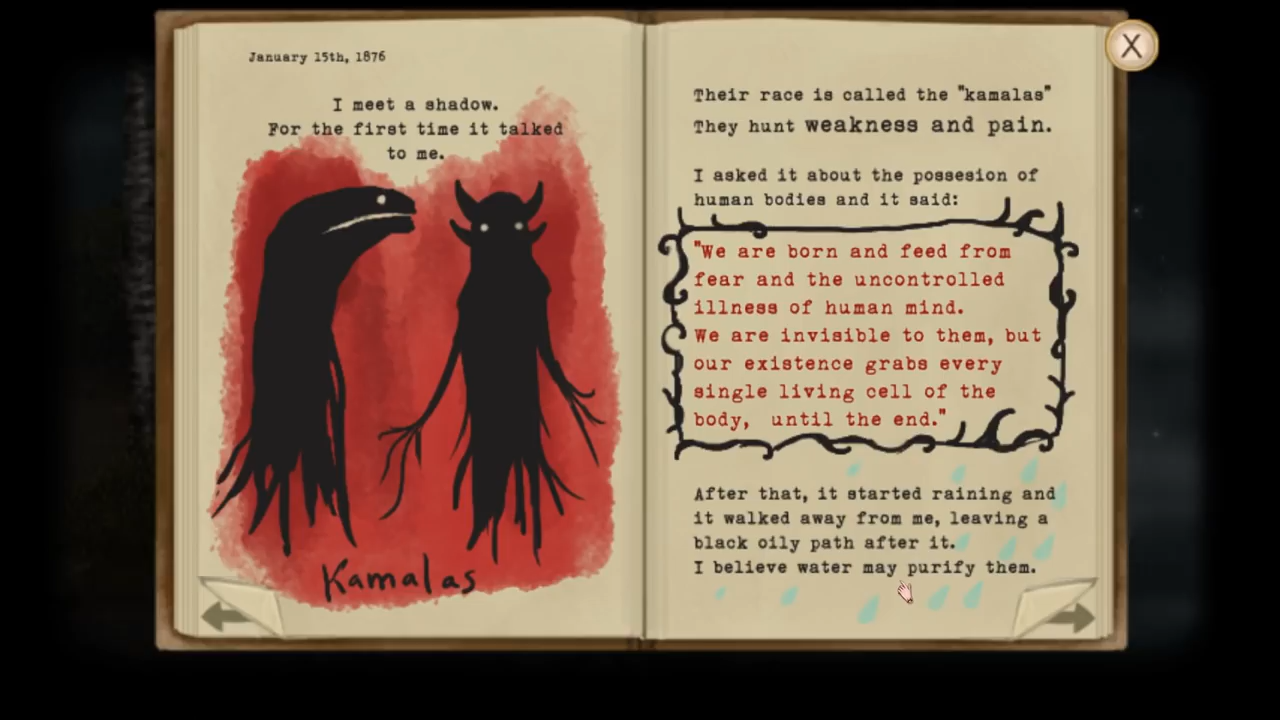 January 15th, 1876
I meet a shadow.
For the first time it talked
to me.
Kamalas
Their race is called the "kamalas"
They hunt weakness and pain.
I asked it about the possesion of
human bodies and it said:
"We are born and feed from
fear and the uncontrolled
illness of human mind.
We are invisible to them, but
our existence grabs every
single living cell of the
body, until the end."
After that, it started raining and
it walked away from me, leaving a
black oily path after it.
I believe water may purify them.
X